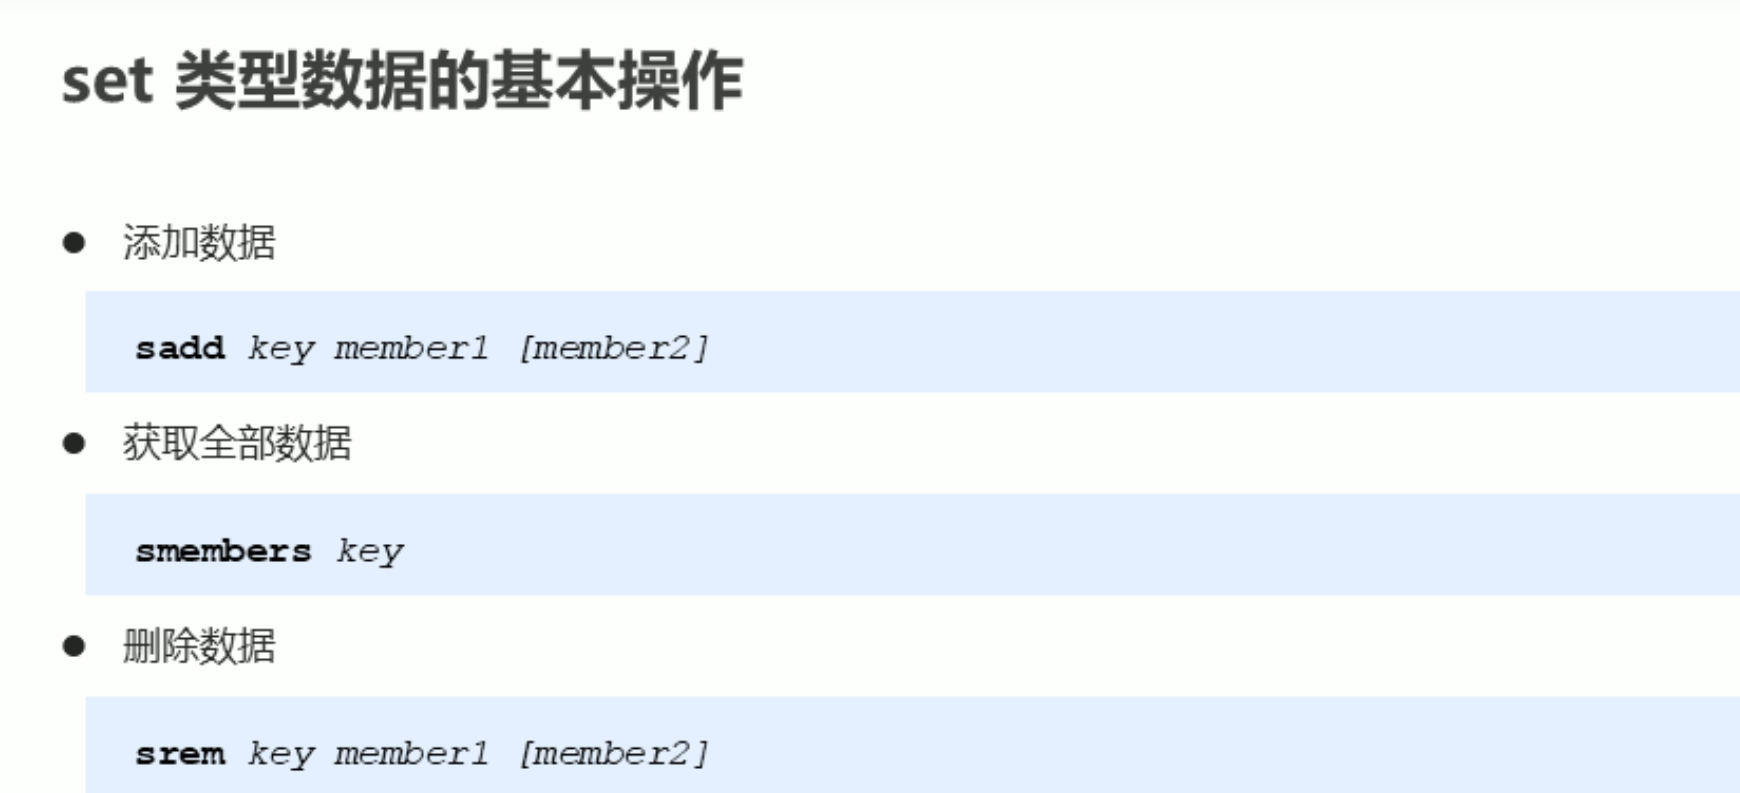 set 类型数据的基本操作
● 添加数据
sadd key member1 [member2]
● 获取全部数据
smembers key
● 删除数据
srem key member1 [member2]